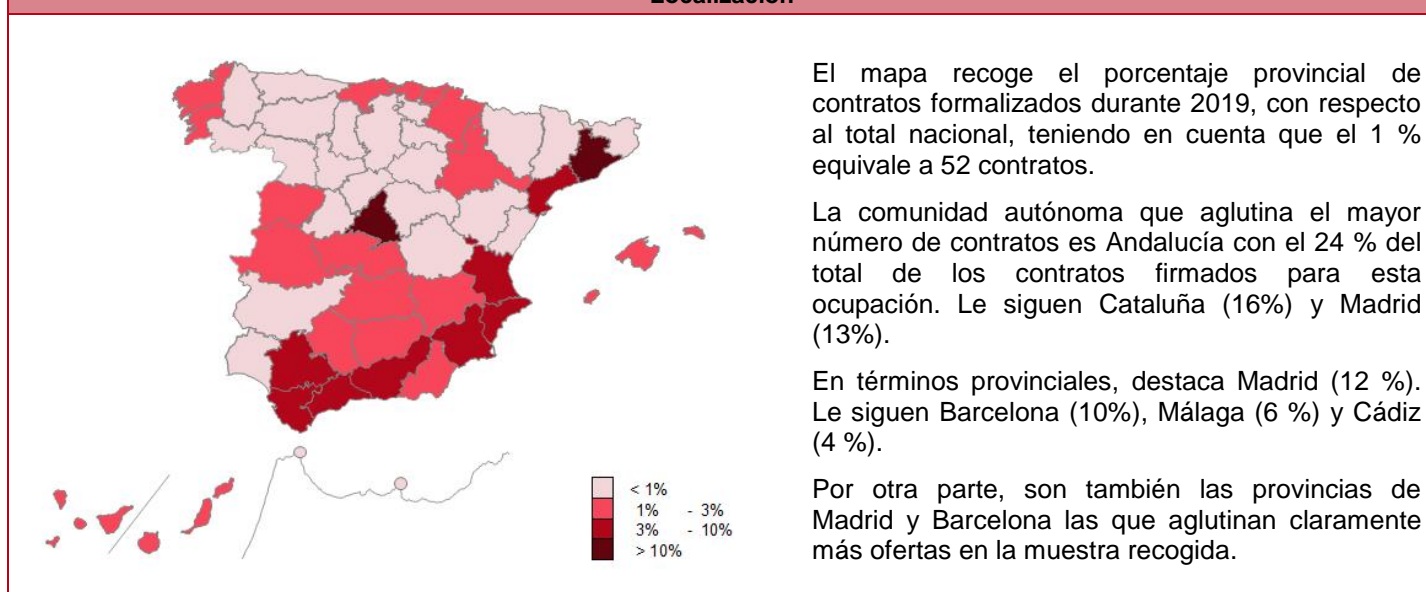 Localización
El mapa recoge el porcentaje provincial de
contratos formalizados durante 2019, con respecto
al total nacional, teniendo en cuenta que el 1 %
equivale a 52 contratos.
La comunidad autónoma que aglutina el mayor
número de contratos es Andalucía con el 24 % del
total de los contratos firmados para esta
ocupación. Le siguen Cataluña (16%) y Madrid
(13%).
En términos provinciales, destaca Madrid (12 %).
Le siguen Barcelona (10%), Málaga (6 %) y Cádiz
(4 %).
Por otra parte, son también las provincias de
Madrid y Barcelona las que aglutinan claramente
más ofertas en la muestra recogida.
< 1%
1% - 3%
3% - 10%
> 10%